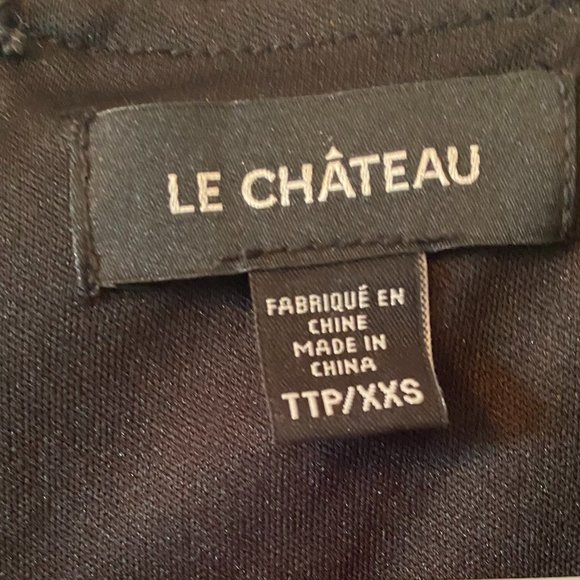 LE CHÂTEAU
FABRIQUÉ EN
CHINE
MADE IN
CHINA
TTP/XXS